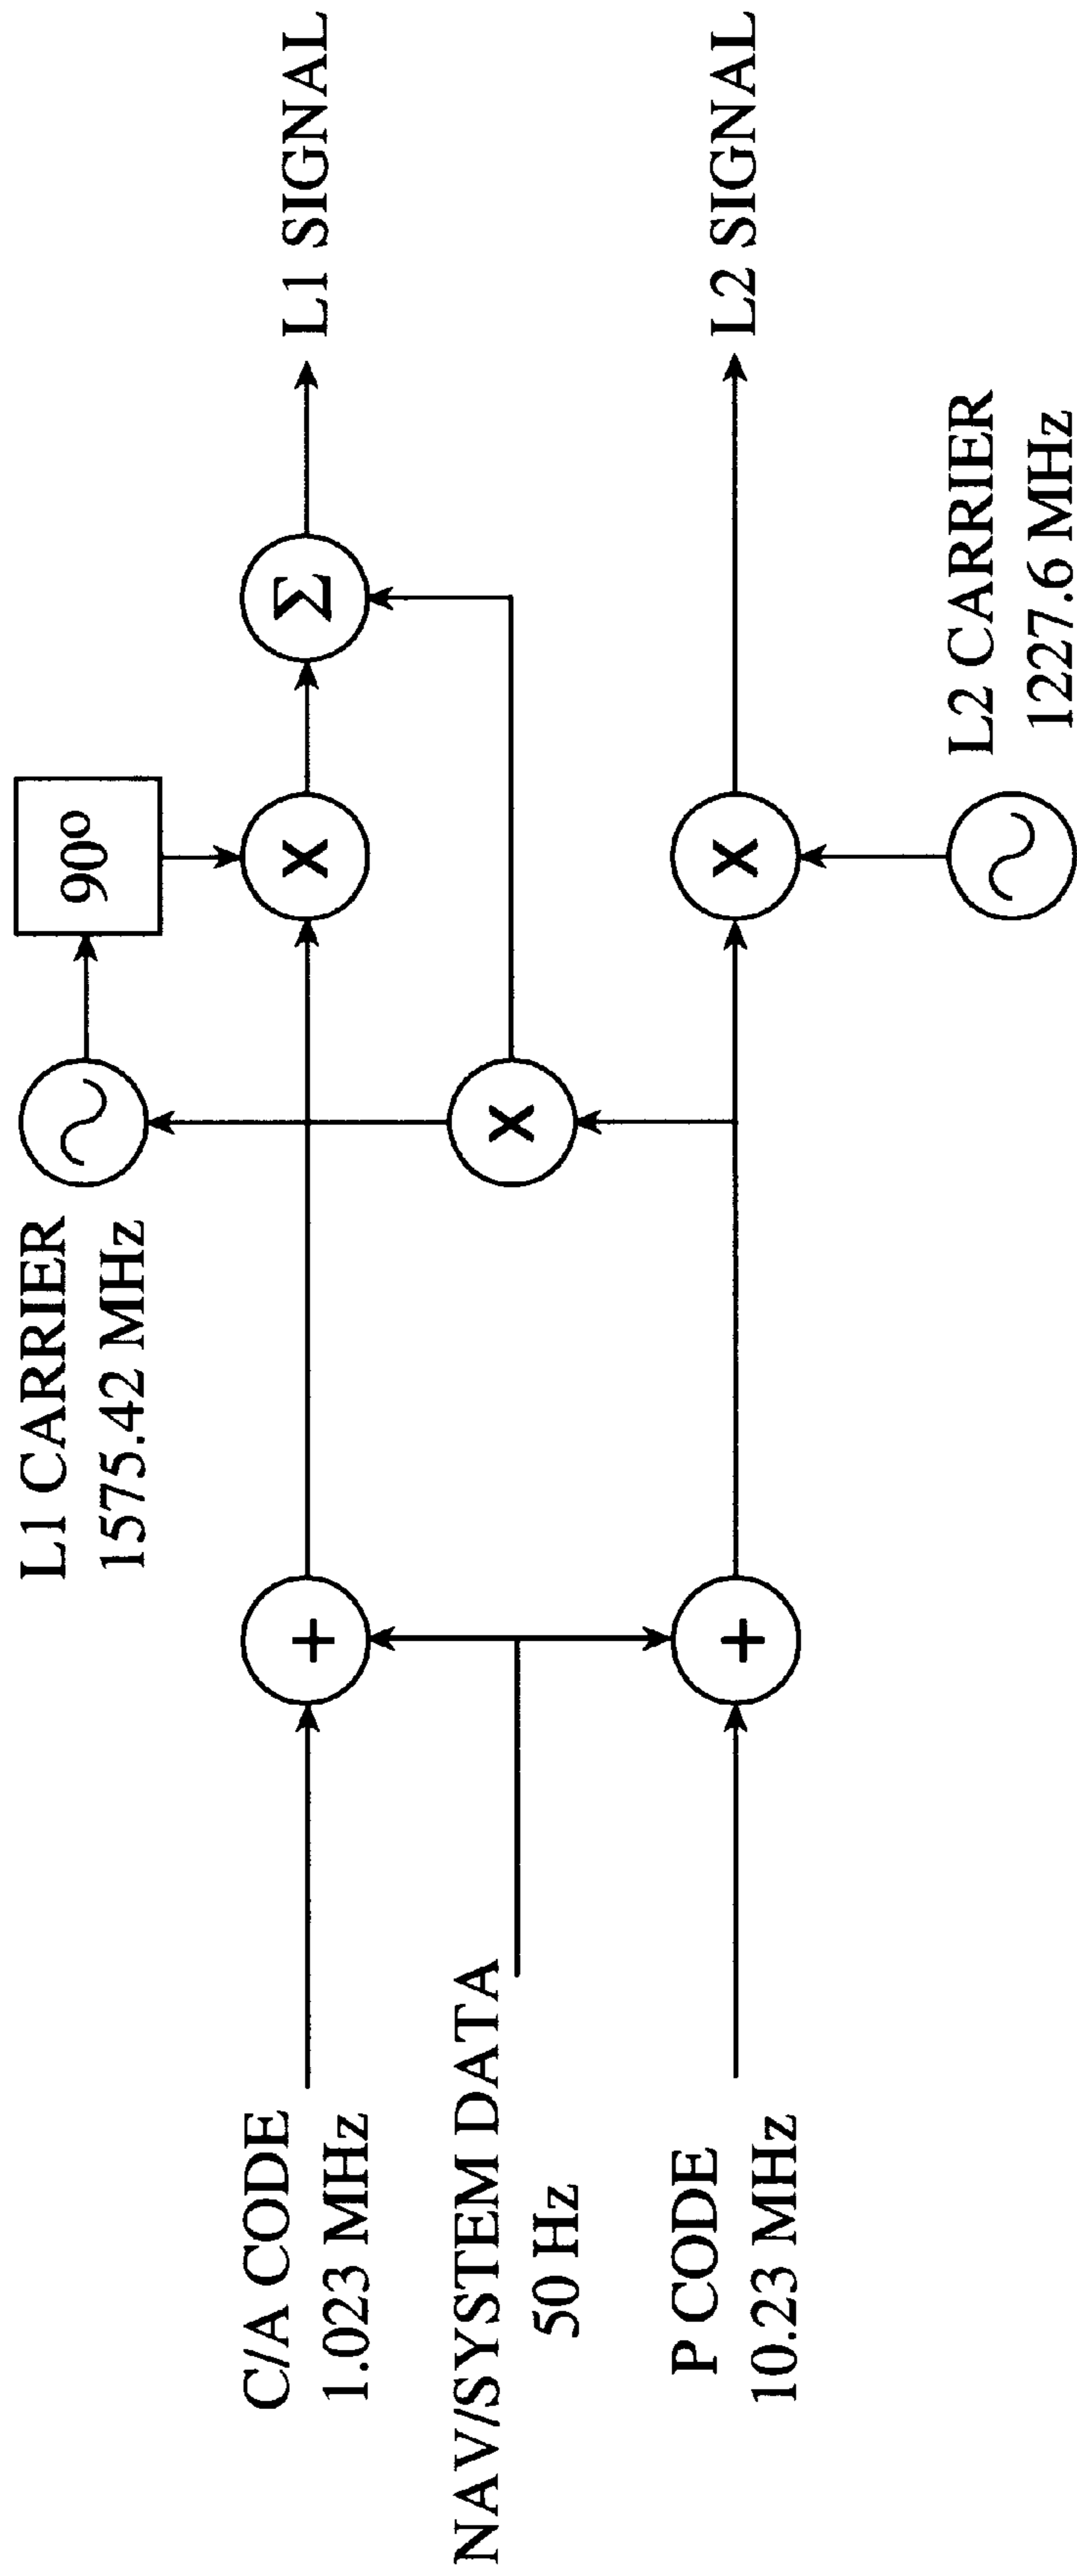 L1 CARRIER
1575.42 MHz
90º
C/A CODE
1.023 MHz
+
X
Σ
L1 SIGNAL
NAV/SYSTEM DATA
50 Hz
X
P CODE
10.23 MHz
+
X
L2 SIGNAL
L2 CARRIER
1227.6 MHz